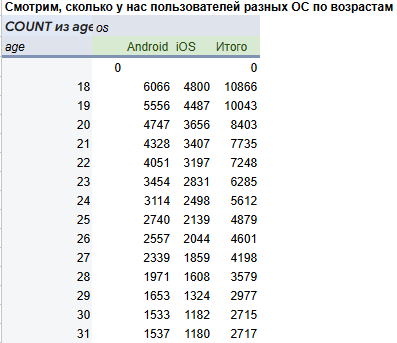 Смотрим, сколько у нас пользователей разных ОС по возрастам
COUNT из age os
age Android iOS Итого
0 0
18 6066 4800 10866
19 5556 4487 10043
20 4747 3656 8403
21 4328 3407 7735
22 4051 3197 7248
23 3454 2831 6285
24 3114 2498 5612
25 2740 2139 4879
26 2557 2044 4601
27 2339 1859 4198
28 1971 1608 3579
29 1653 1324 2977
30 1533 1182 2715
31 1537 1180 2717